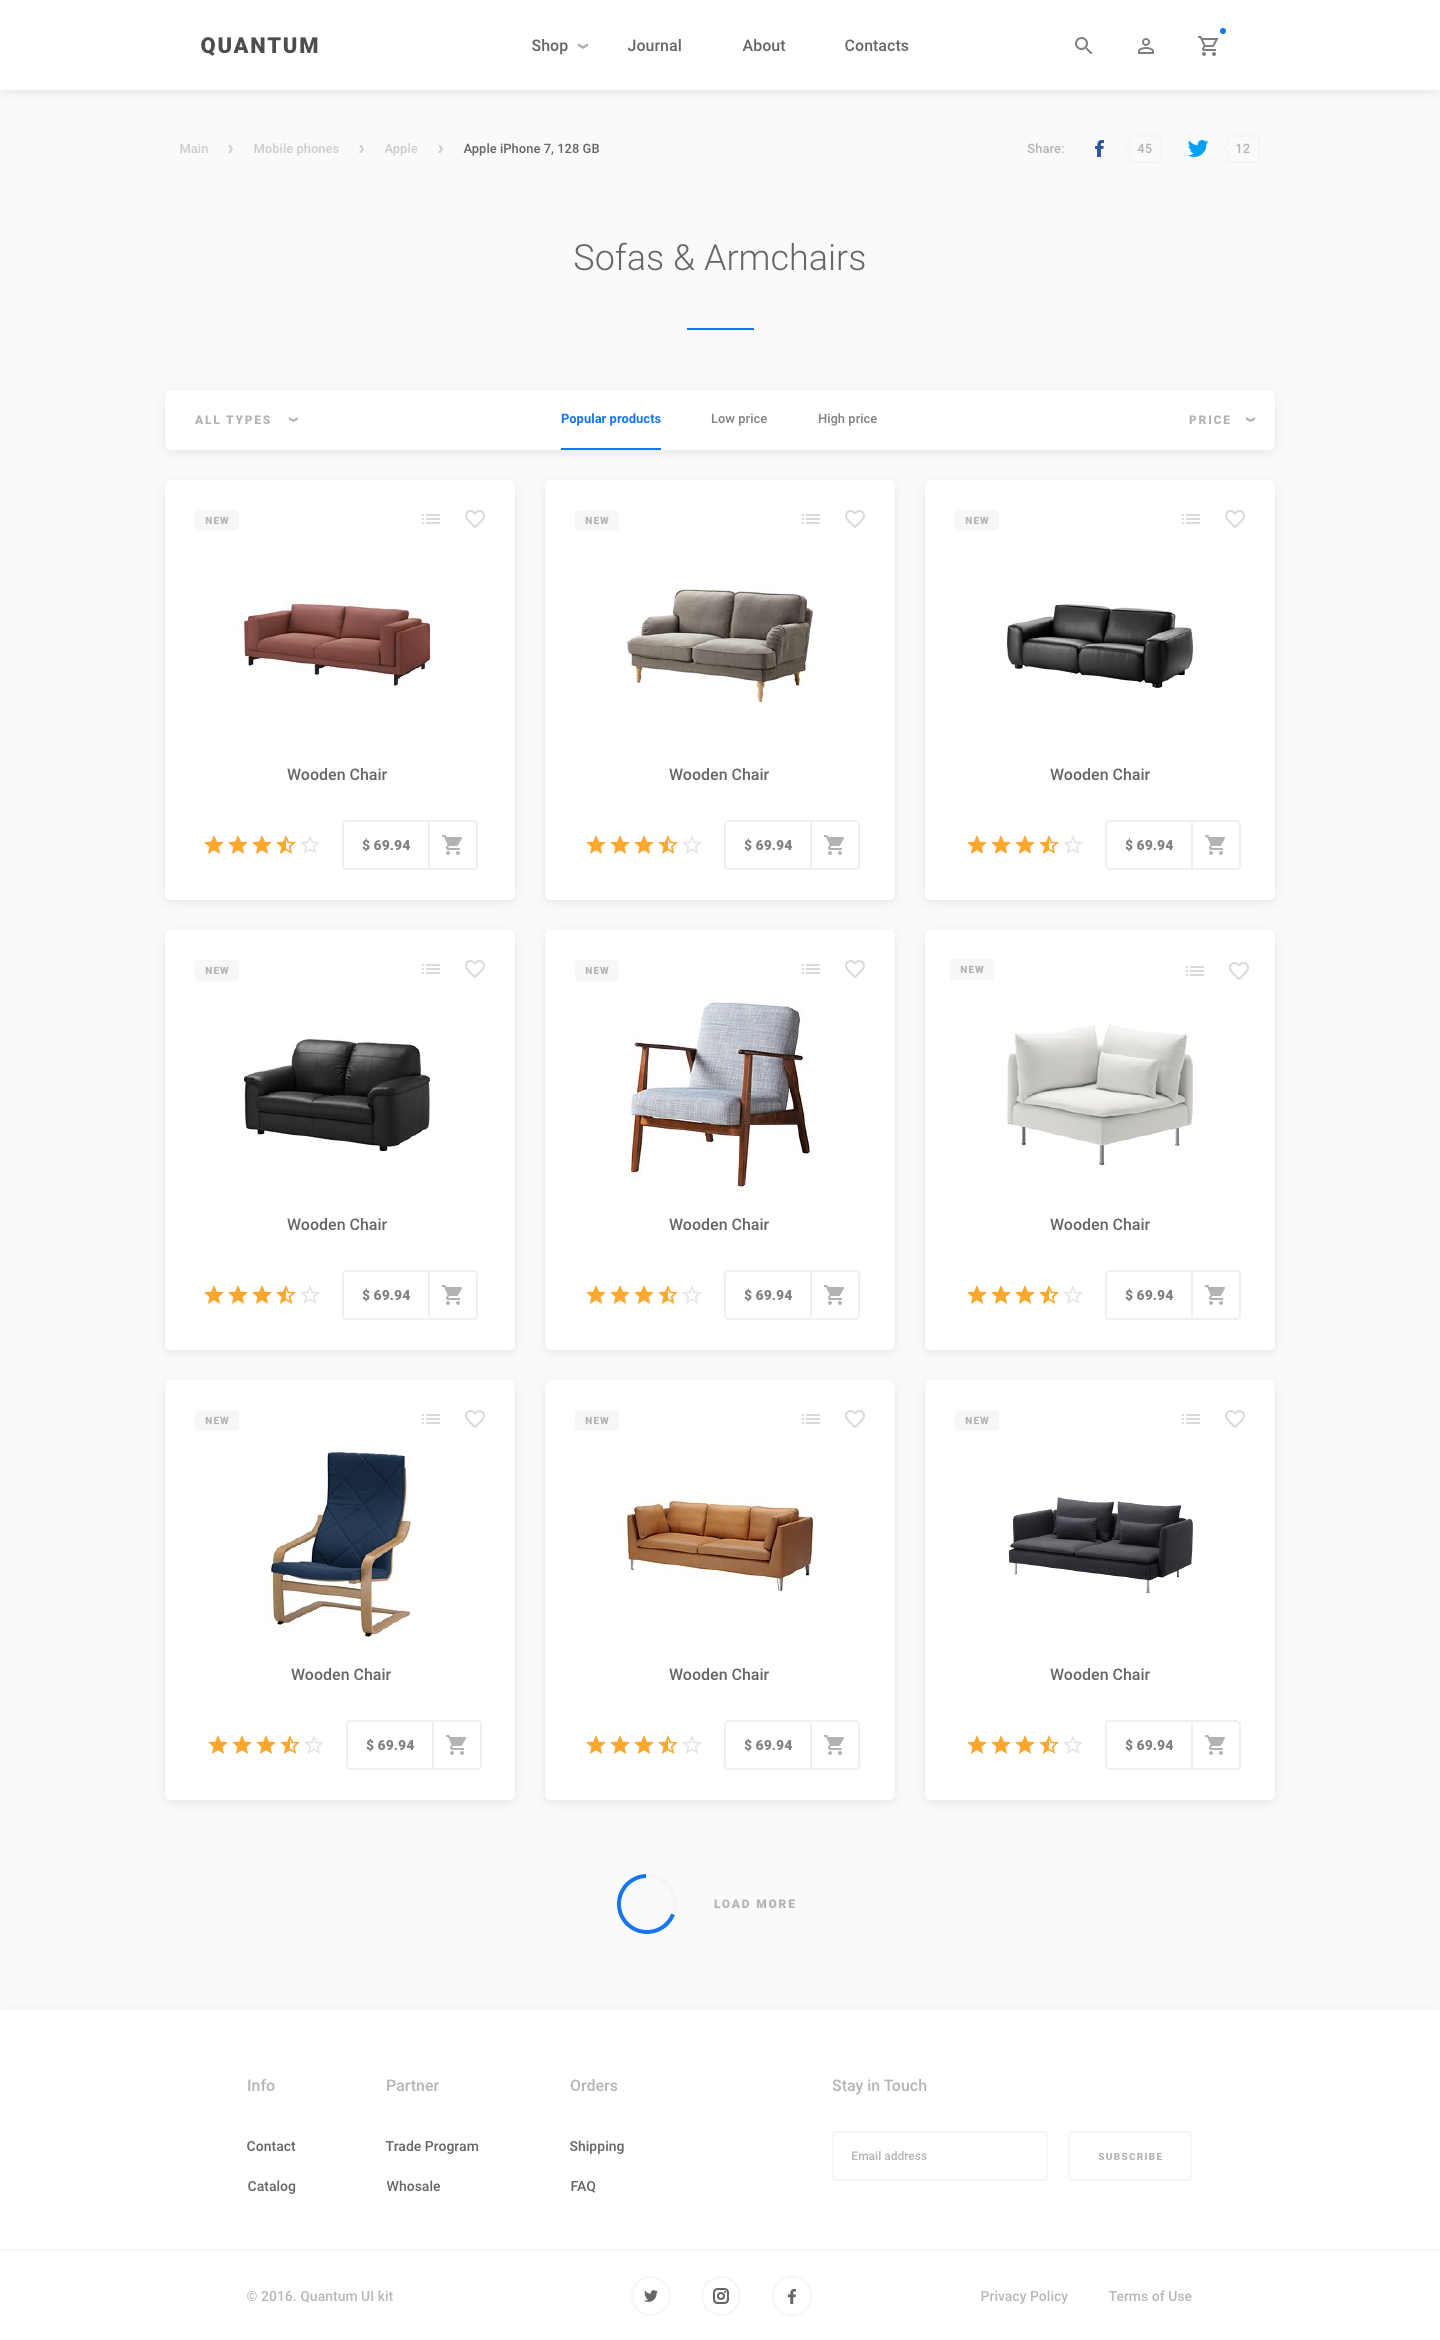 QUANTUM
Shop
Journal
About
Contacts
Main
Mobile phones
Apple
Apple iPhone 7, 128 GB
Share:
45
12
Sofas & Armchairs
ALL TYPES
Popular products
Low price
High price
PRICE
NEW
NEW
NEW
Wooden Chair
Wooden Chair
Wooden Chair
$ 69.94
$ 69.94
$ 69.94
NEW
NEW
NEW
Wooden Chair
Wooden Chair
Wooden Chair
$ 69.94
$ 69.94
$ 69.94
NEW
NEW
NEW
Wooden Chair
Wooden Chair
Wooden Chair
$ 69.94
$ 69.94
$ 69.94
LOAD MORE
Info
Partner
Orders
Stay in Touch
Contact
Trade Program
Shipping
Email address
SUBSCRIBE
Catalog
Whosale
FAQ
© 2016. Quantum UI kit
Privacy Policy
Terms of Use